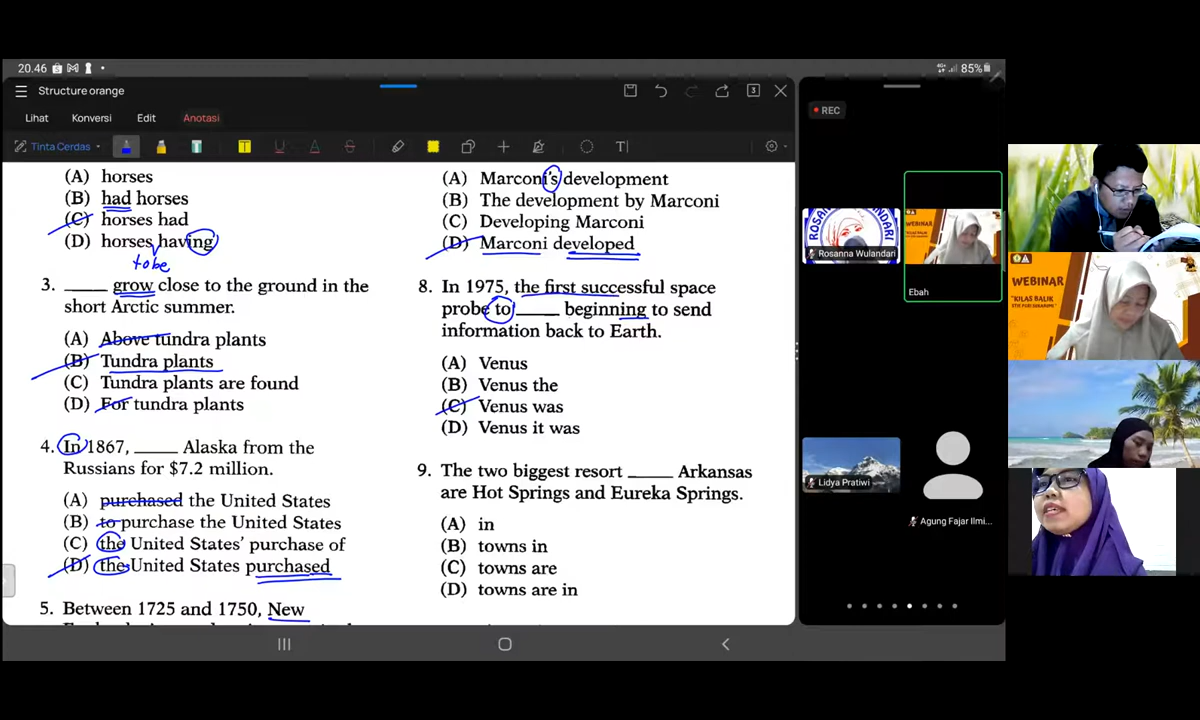 20.46
85%
Structure orange
3
Lihat Konversi Edit Anotasi
Tinta Cerdas
(A) horses
(B) had horses
(C) horses had
(D) horses having
to be
3. ____ grow close to the ground in the
short Arctic summer.
(A) Above tundra plants
(B) Tundra plants
(C) Tundra plants are found
(D) For tundra plants
4. In 1867, ____ Alaska from the
Russians for $7.2 million.
(A) purchased the United States
(B) to purchase the United States
(C) the United States' purchase of
(D) the United States purchased
5. Between 1725 and 1750, New
(A) Marconi's development
(B) The development by Marconi
(C) Developing Marconi
(D) Marconi developed
8. In 1975, the first successful space
probe to ____ beginning to send
information back to Earth.
(A) Venus
(B) Venus the
(C) Venus was
(D) Venus it was
9. The two biggest resort ____ Arkansas
are Hot Springs and Eureka Springs.
(A) in
(B) towns in
(C) towns are
(D) towns are in
REC
Rosanna Wulandari
Ebah
Lidya Pratiwi
Agung Fajar Ilmi...
WEBINAR